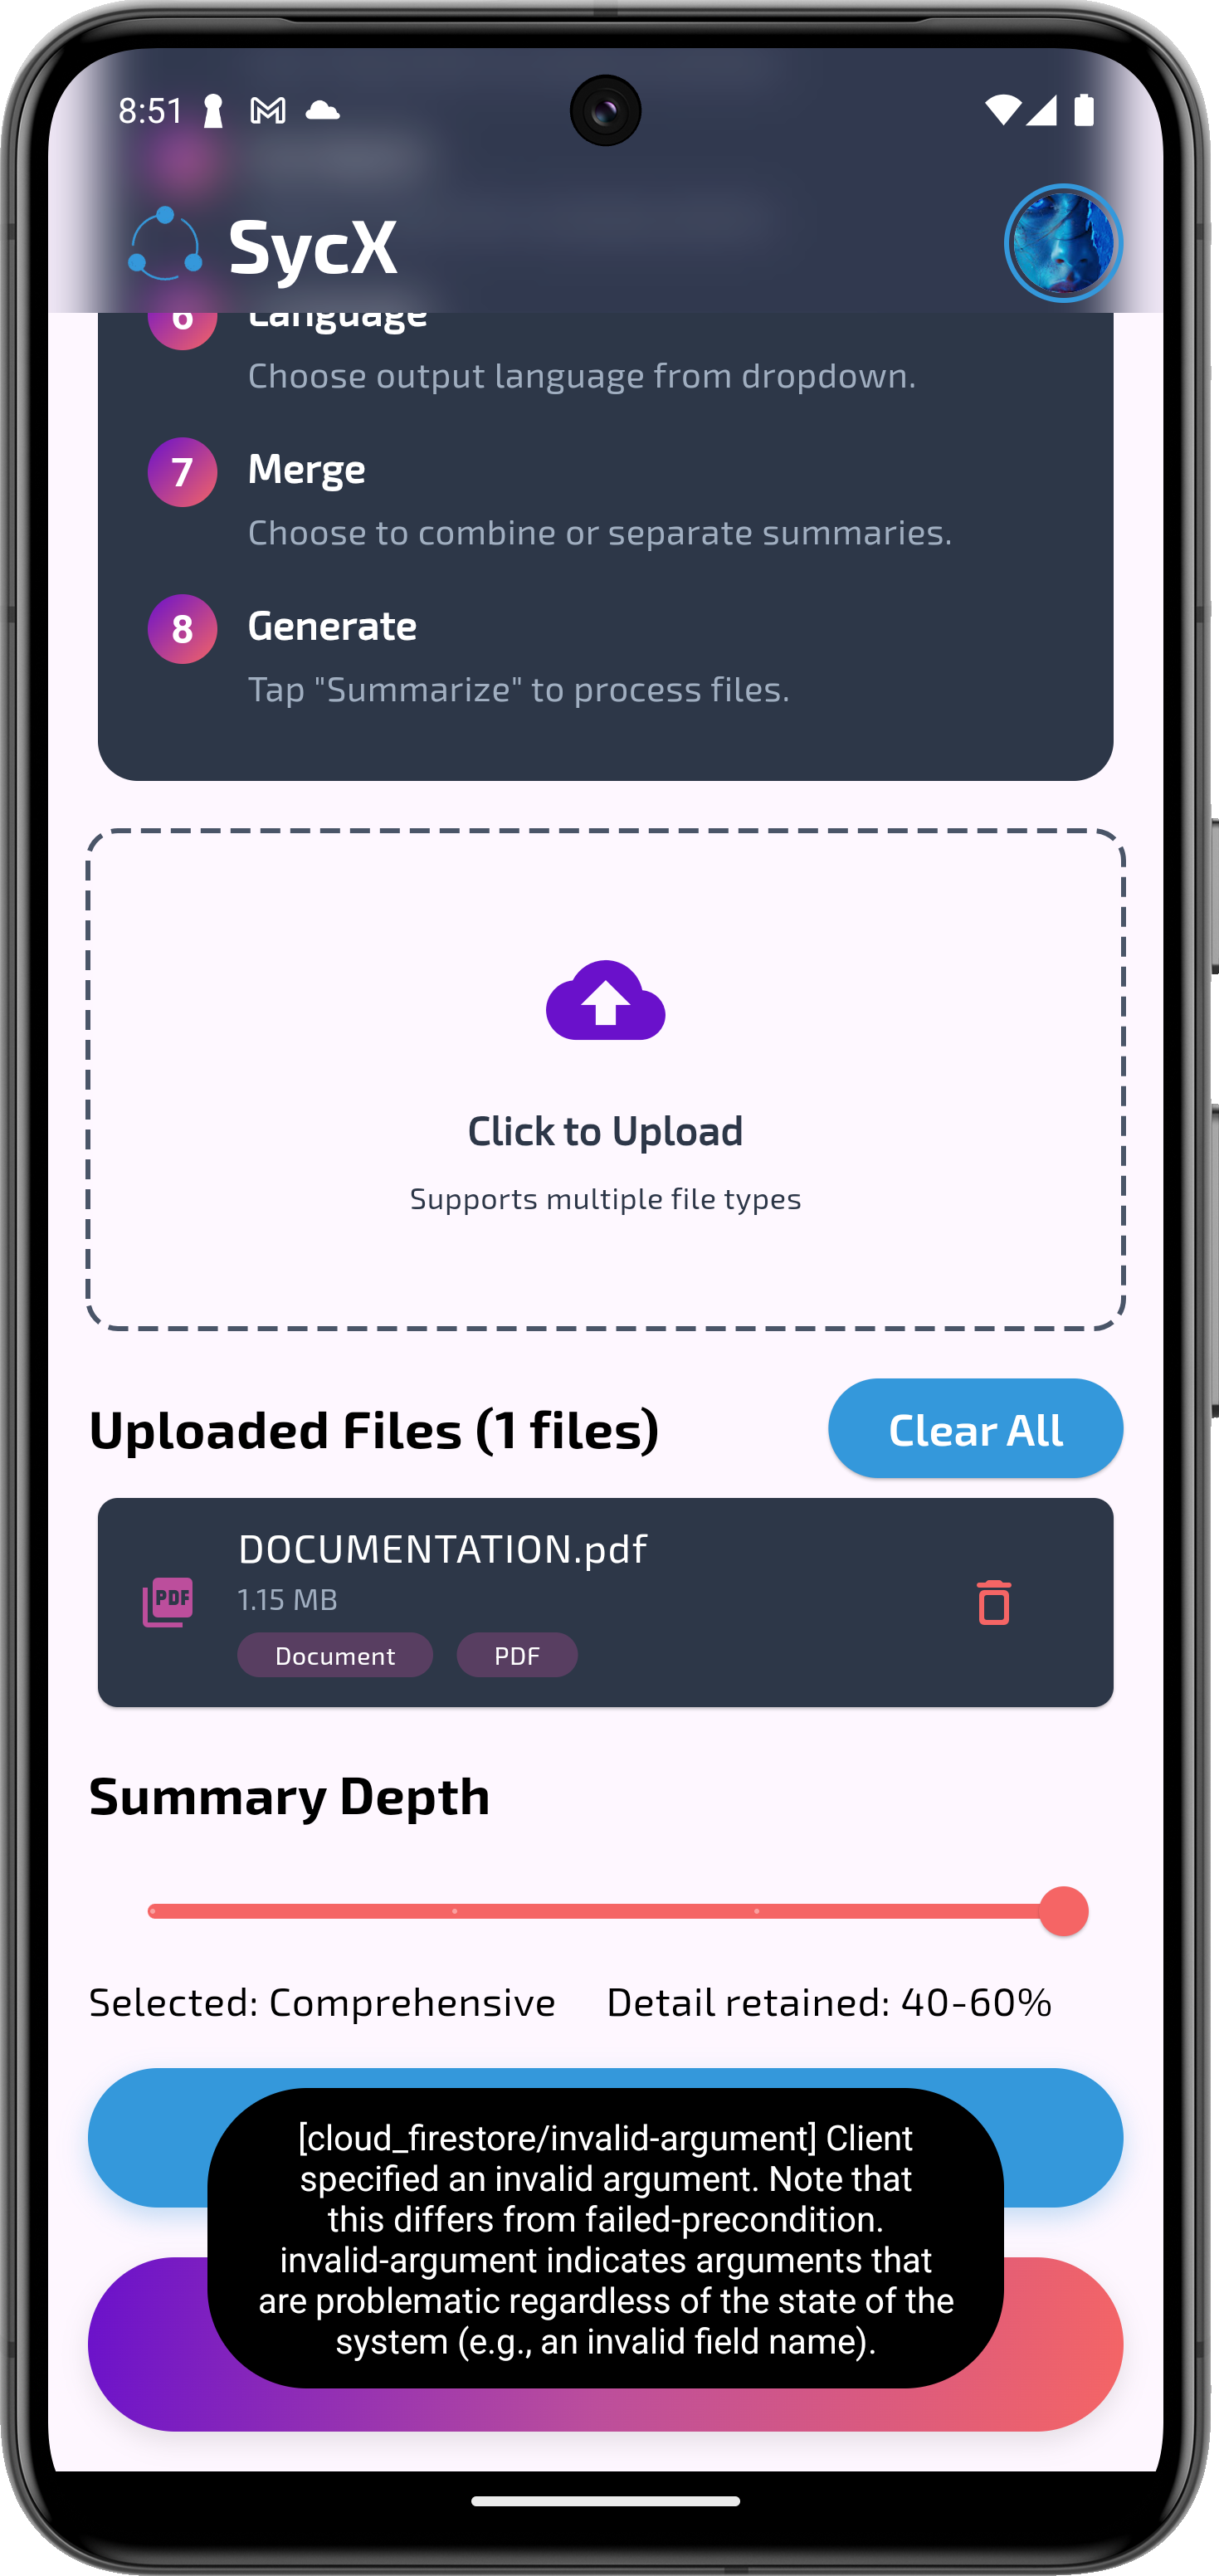 8:51
SycX
6
Language
Choose output language from dropdown.
7
Merge
Choose to combine or separate summaries.
8
Generate
Tap "Summarize" to process files.
Click to Upload
Supports multiple file types
Uploaded Files (1 files)
Clear All
PDF
DOCUMENTATION.pdf
1.15 MB
Document
PDF
Summary Depth
Selected: Comprehensive
Detail retained: 40-60%
[cloud_firestore/invalid-argument] Client
specified an invalid argument. Note that
this differs from failed-precondition.
invalid-argument indicates arguments that
are problematic regardless of the state of the
system (e.g., an invalid field name).